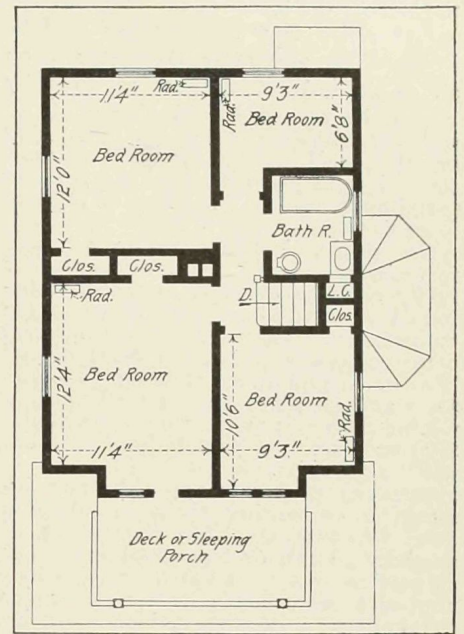 Rad.
11'4"
9'3"
Rad.
Bed Room
6'8"
Bed Room
12'0"
Bath R.
Clos.
Clos.
Rad.
D.
L.C.
Clos.
12'4"
Bed Room
10'6"
Bed Room
Rad.
11'4"
9'3"
Deck or Sleeping
Porch